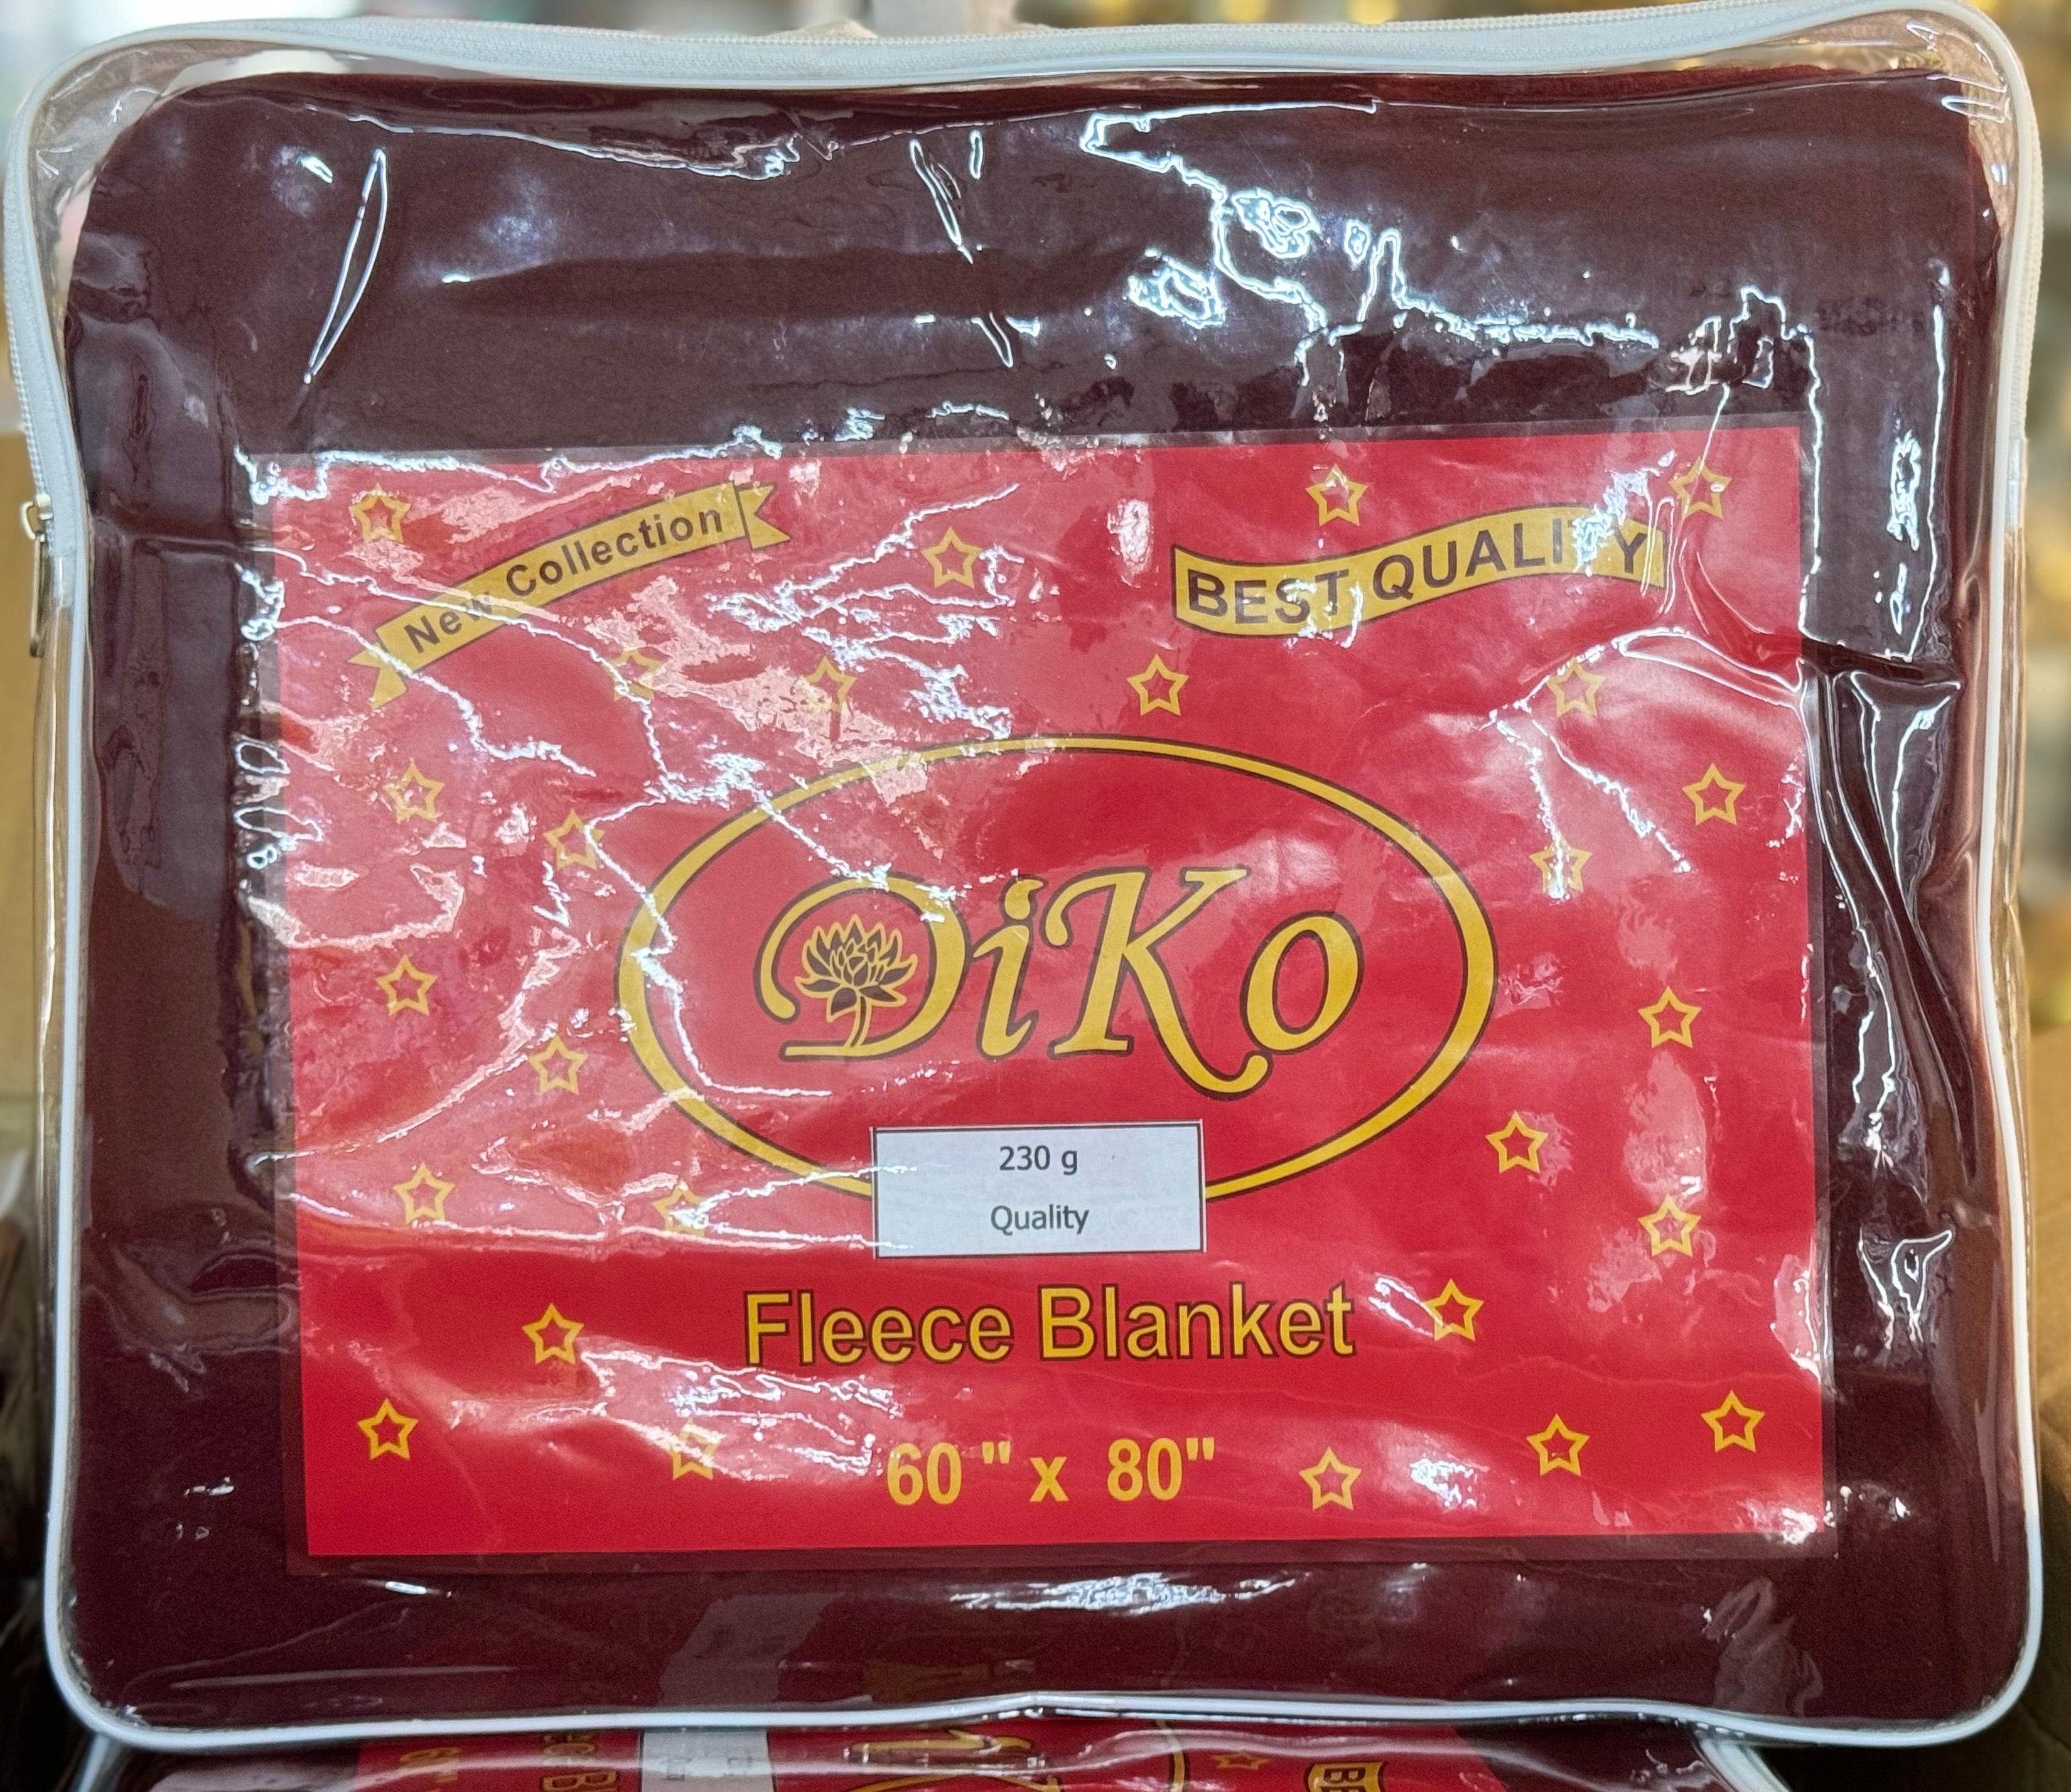 New Collection
BEST QUALITY
DiKo
230 g
Quality
Fleece Blanket
60 " x 80"